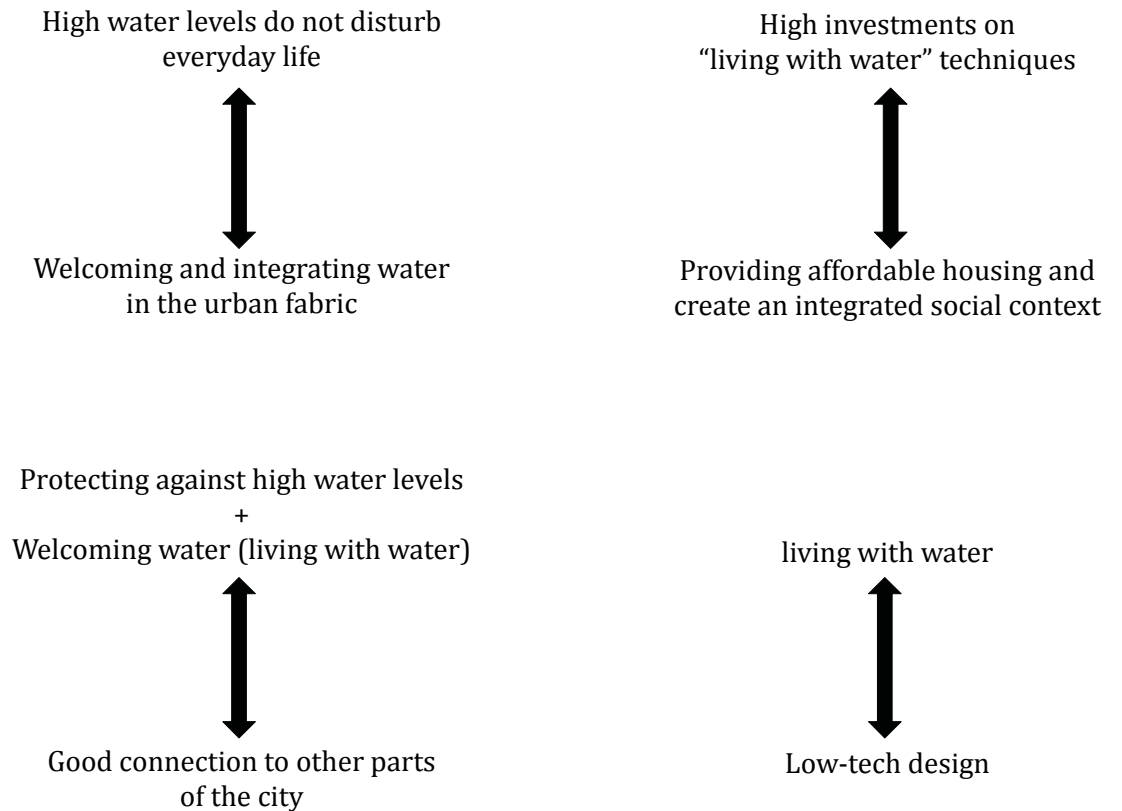 High water levels do not disturb
everyday life
Welcoming and integrating water
in the urban fabric
High investments on
“living with water” techniques
Providing affordable housing and
create an integrated social context
Protecting against high water levels
+
Welcoming water (living with water)
Good connection to other parts
of the city
living with water
Low-tech design